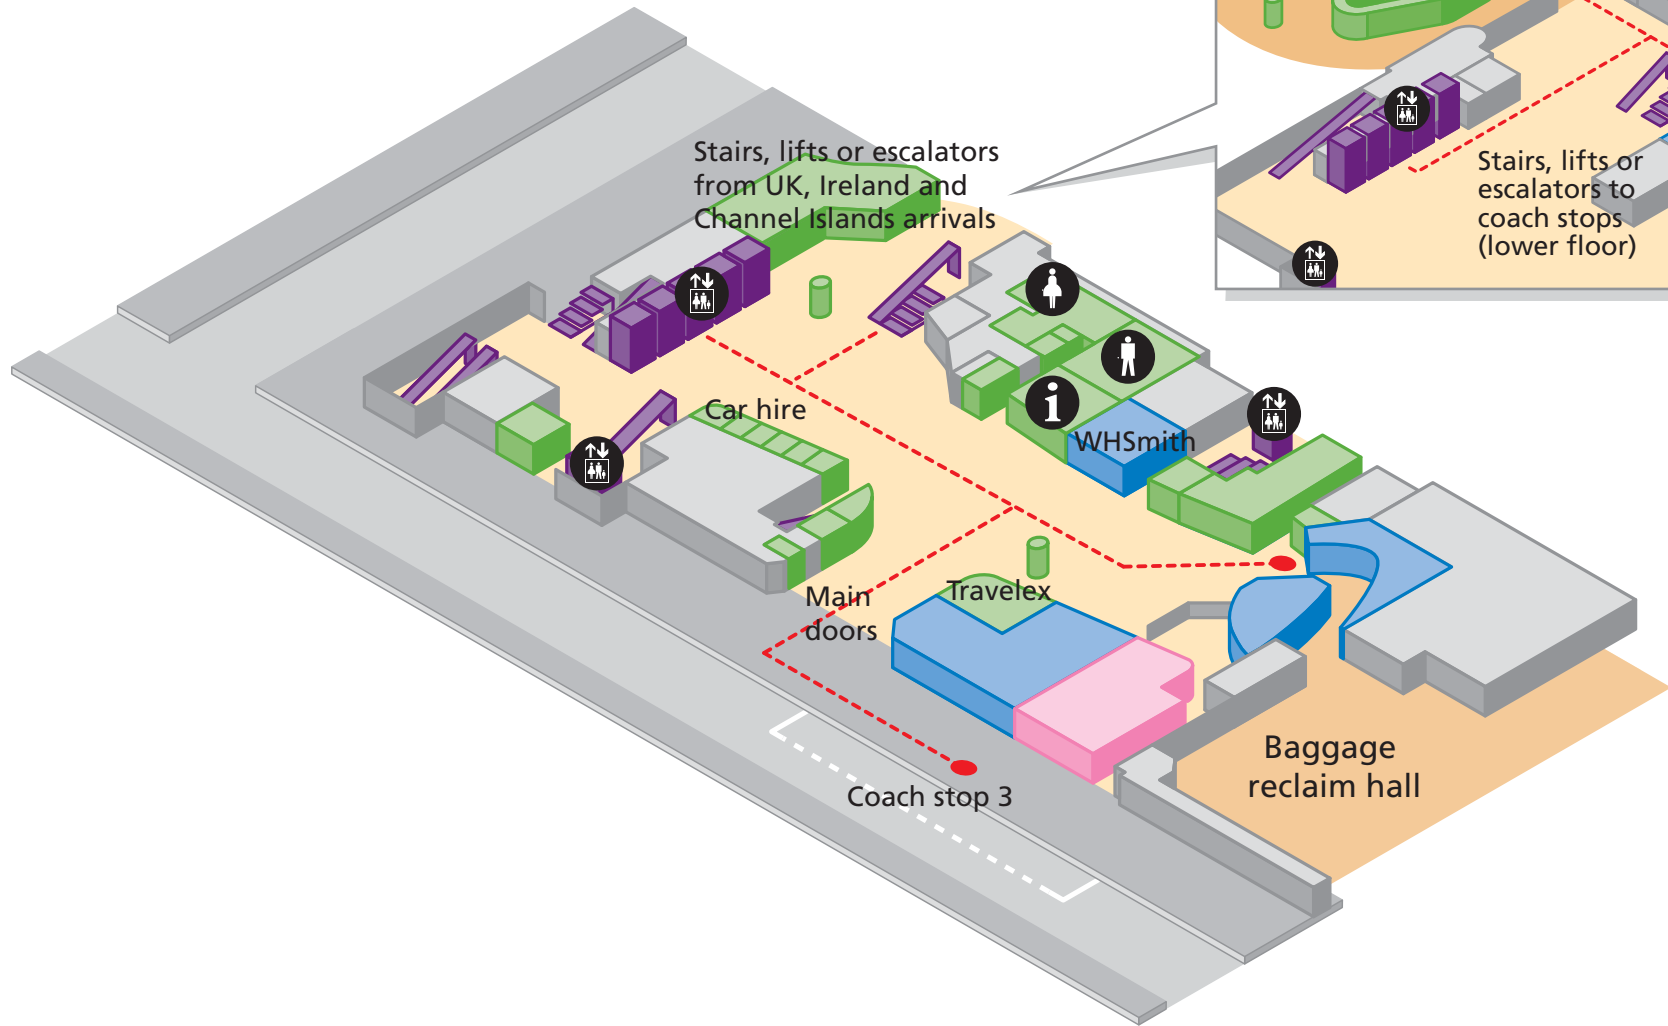 Stairs, lifts or escalators
from UK, Ireland and
Channel Islands arrivals
Stairs, lifts or
escalators to
coach stops
(lower floor)
Car hire
i
WHSmith
Main
doors
Travelex
Coach stop 3
Baggage
reclaim hall